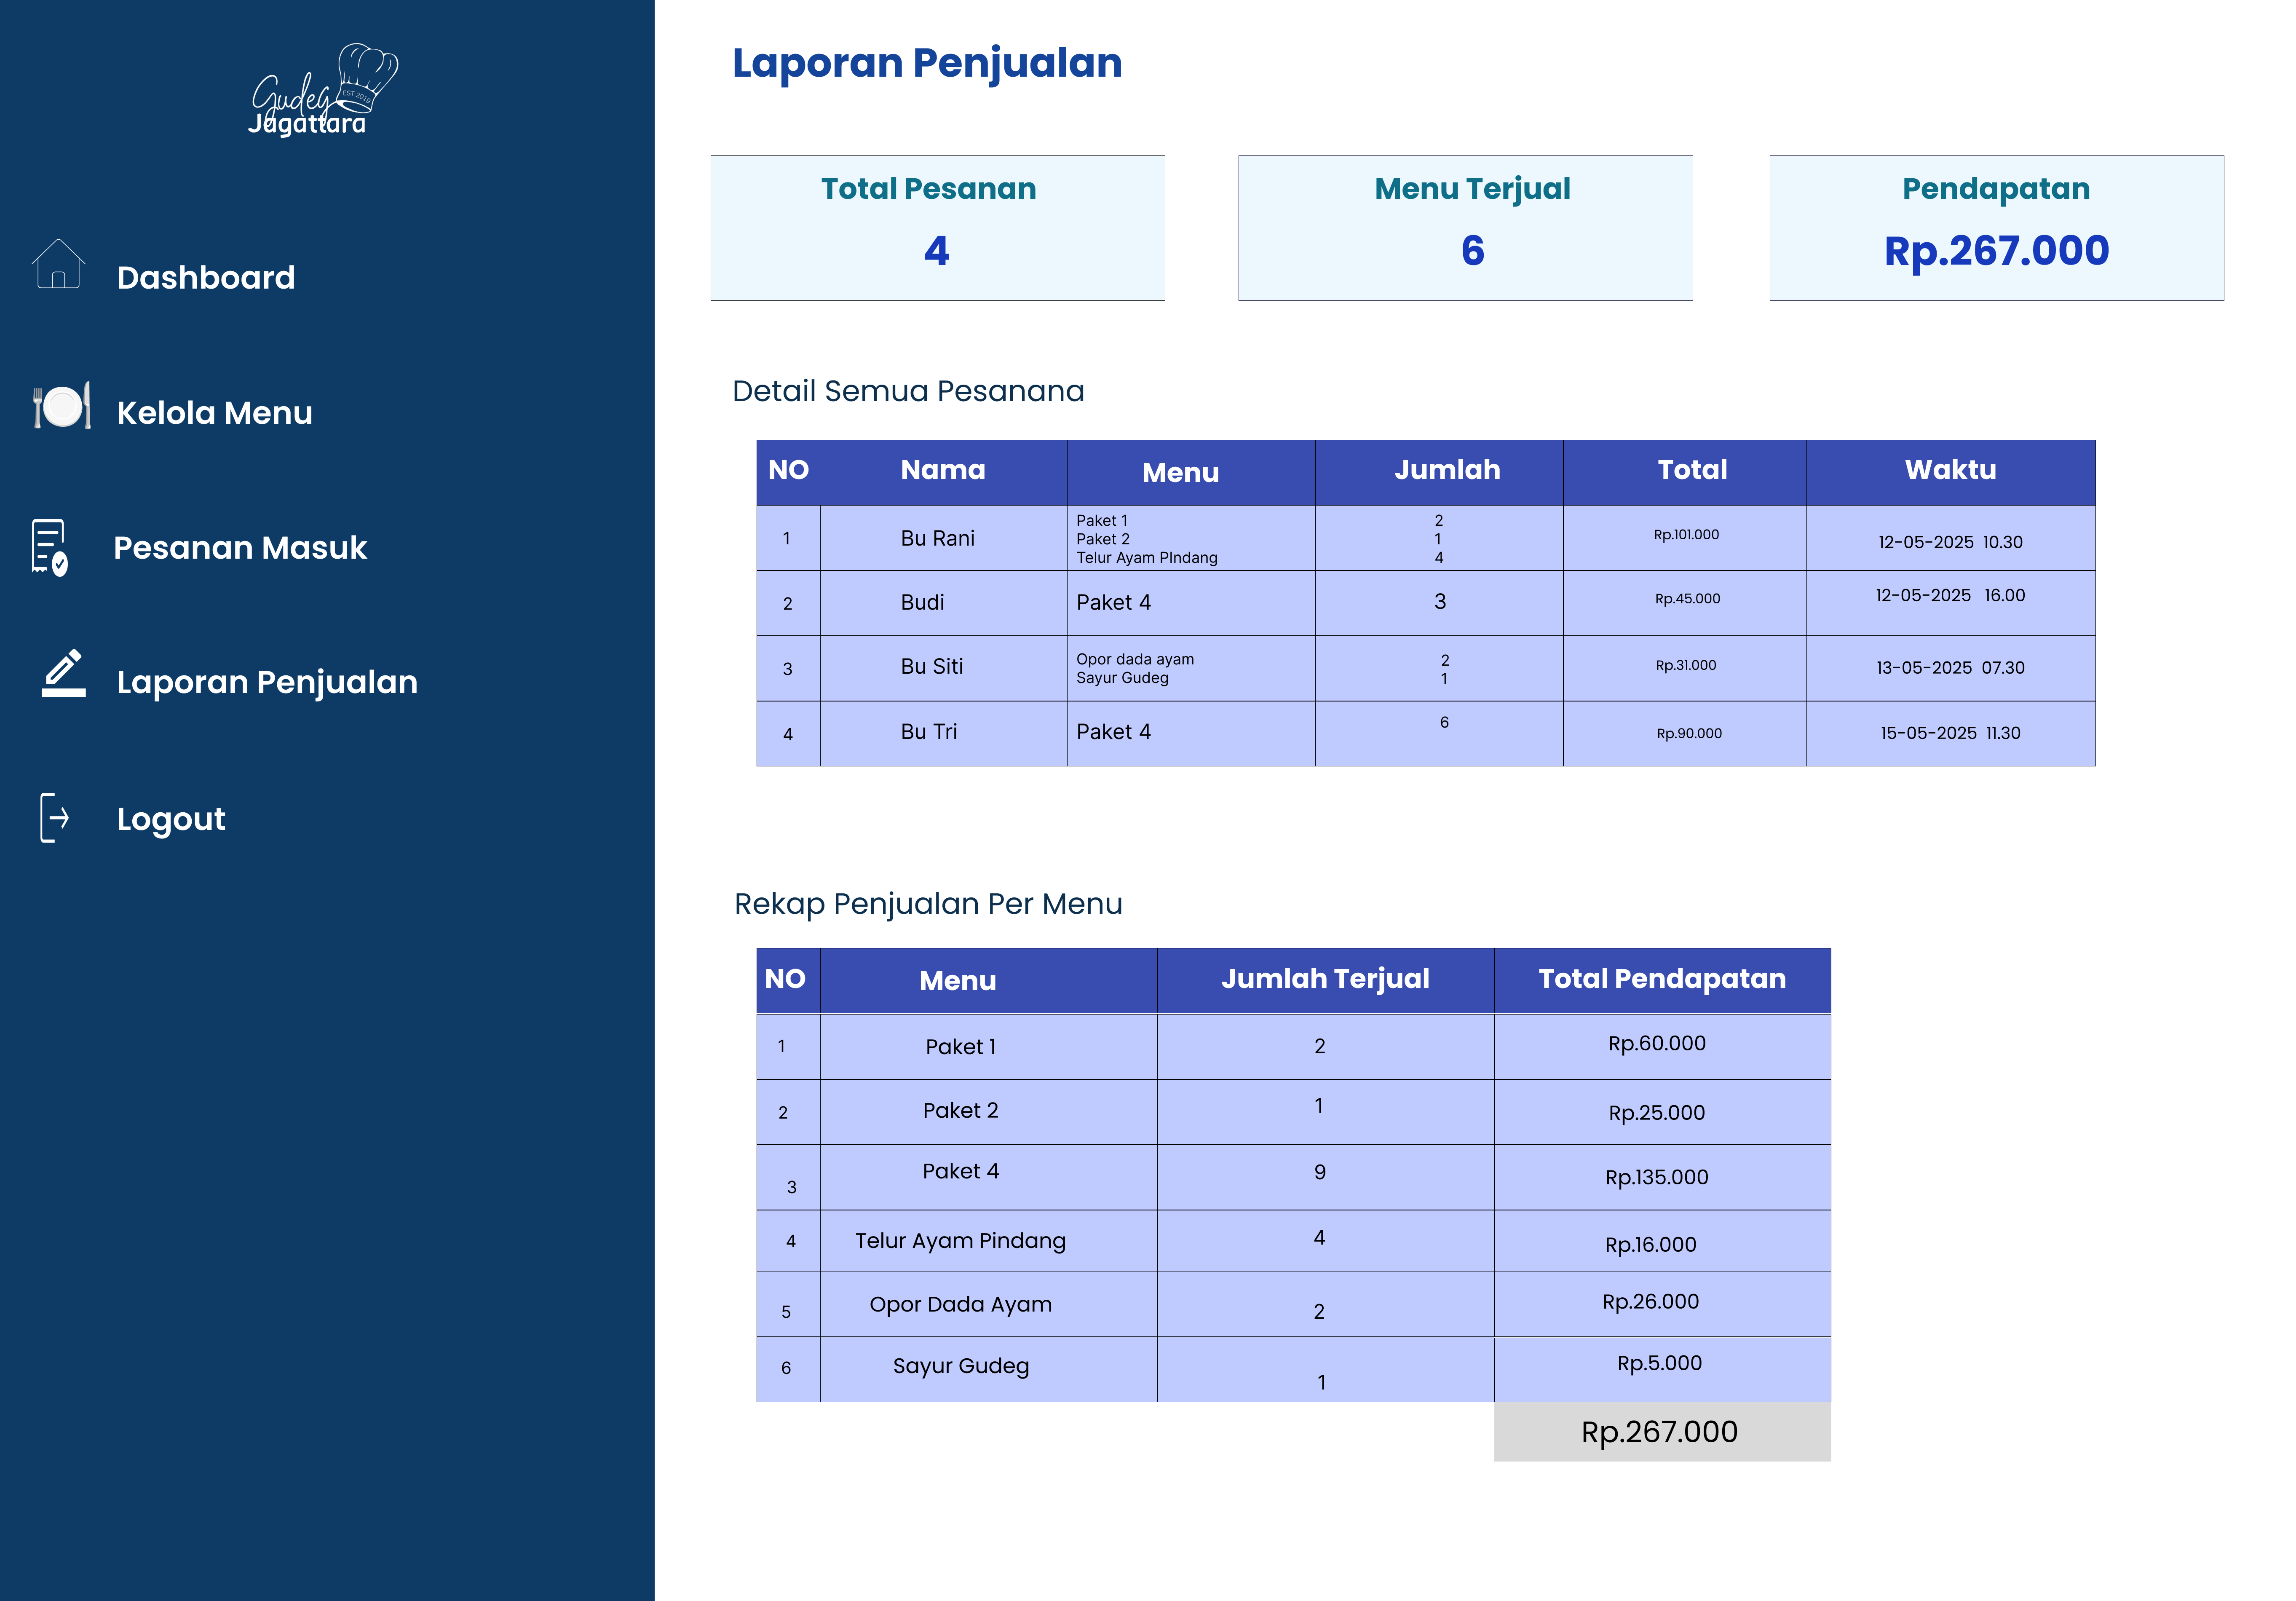 Gudeg
EST 2019
Jagattara
Dashboard
Kelola Menu
Pesanan Masuk
Laporan Penjualan
Logout
Laporan Penjualan
Total Pesanan
4
Menu Terjual
6
Pendapatan
Rp.267.000
Detail Semua Pesanana
NO Nama Menu Jumlah Total Waktu
1 Bu Rani Paket 1 2 Rp.101.000 12-05-2025 10.30
Paket 2 1
Telur Ayam PIndang 4
2 Budi Paket 4 3 Rp.45.000 12-05-2025 16.00
3 Bu Siti Opor dada ayam 2 Rp.31.000 13-05-2025 07.30
Sayur Gudeg 1
4 Bu Tri Paket 4 6 Rp.90.000 15-05-2025 11.30
Rekap Penjualan Per Menu
NO Menu Jumlah Terjual Total Pendapatan
1 Paket 1 2 Rp.60.000
2 Paket 2 1 Rp.25.000
3 Paket 4 9 Rp.135.000
4 Telur Ayam Pindang 4 Rp.16.000
5 Opor Dada Ayam 2 Rp.26.000
6 Sayur Gudeg 1 Rp.5.000
Rp.267.000